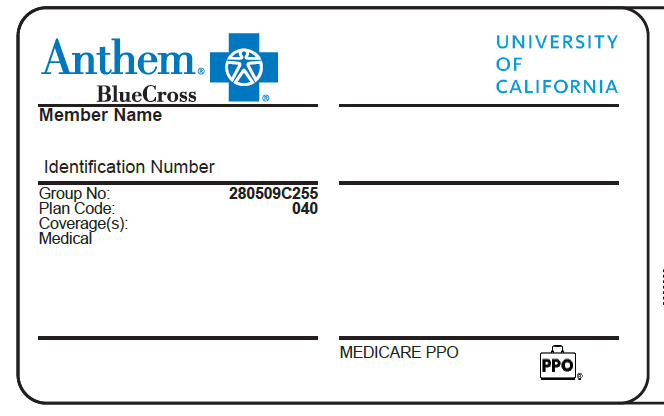 Anthem®
BlueCross ®
UNIVERSITY
OF
CALIFORNIA
Member Name
Identification Number
Group No: 280509C255
Plan Code: 040
Coverage(s):
Medical
MEDICARE PPO
PPO ®